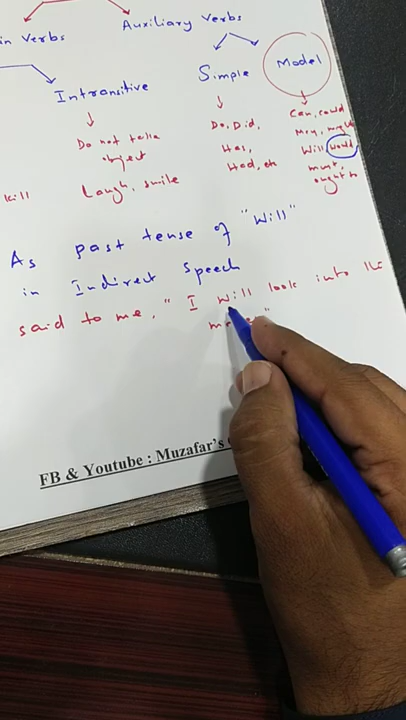 in Verbs
Auxiliary Verbs
Intransitive
Simple
Model
Do not take
object
Do, Did,
Has,
Had, etc
Can, could
May, might
Will, would
must,
ought to
kill
Laugh, smile
As past tense of "Will"
in Indirect Speech
said to me, "I will look into the
FB & Youtube : Muzafar's